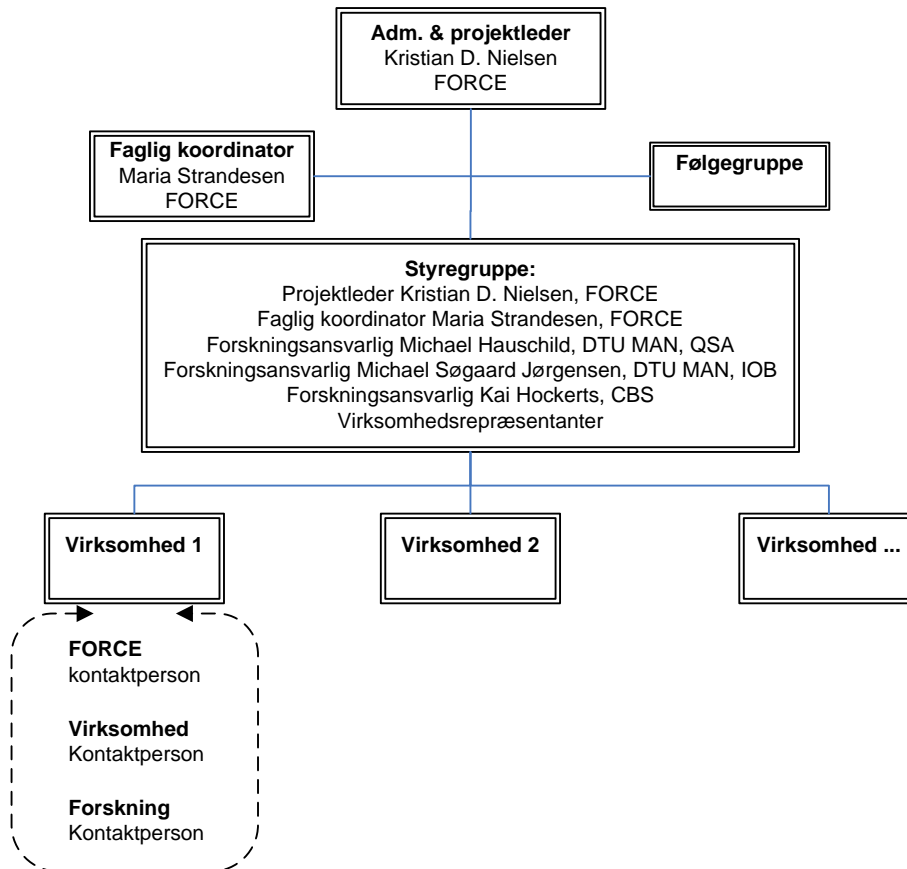 Adm. & projektleder
Kristian D. Nielsen
FORCE
Faglig koordinator
Maria Strandesen
FORCE
Følgegruppe
Styregruppe:
Projektleder Kristian D. Nielsen, FORCE
Faglig koordinator Maria Strandesen, FORCE
Forskningsansvarlig Michael Hauschild, DTU MAN, QSA
Forskningsansvarlig Michael Søgaard Jørgensen, DTU MAN, IOB
Forskningsansvarlig Kai Hockerts, CBS
Virksomhedsrepræsentanter
Virksomhed 1
Virksomhed 2
Virksomhed ...
FORCE
kontaktperson
Virksomhed
Kontaktperson
Forskning
Kontaktperson